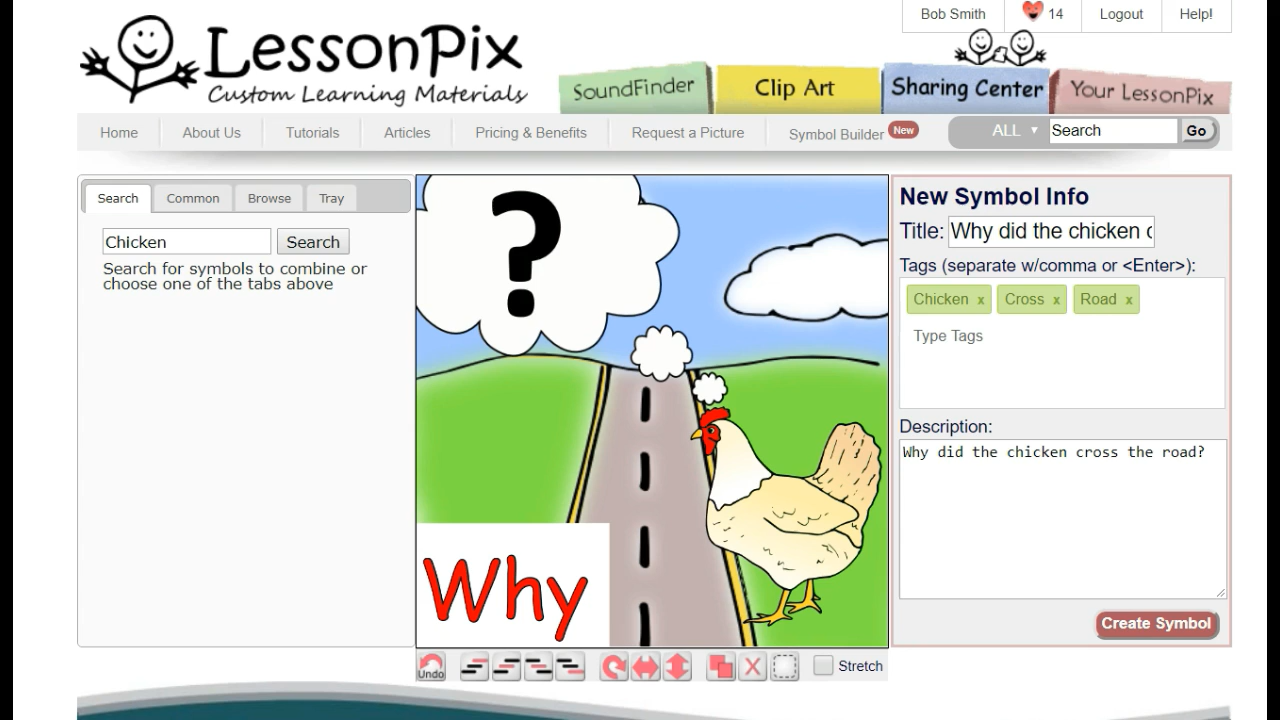 Bob Smith 14 Logout Help!
LessonPix
Custom Learning Materials
SoundFinder Clip Art Sharing Center Your LessonPix
Home About Us Tutorials Articles Pricing & Benefits Request a Picture Symbol Builder New ALL ▼ Search Go
Search Common Browse Tray
Chicken Search
Search for symbols to combine or
choose one of the tabs above
?
Why
New Symbol Info
Title: Why did the chicken c
Tags (separate w/comma or <Enter>):
Chicken x Cross x Road x
Type Tags
Description:
Why did the chicken cross the road?
Create Symbol
Undo Stretch